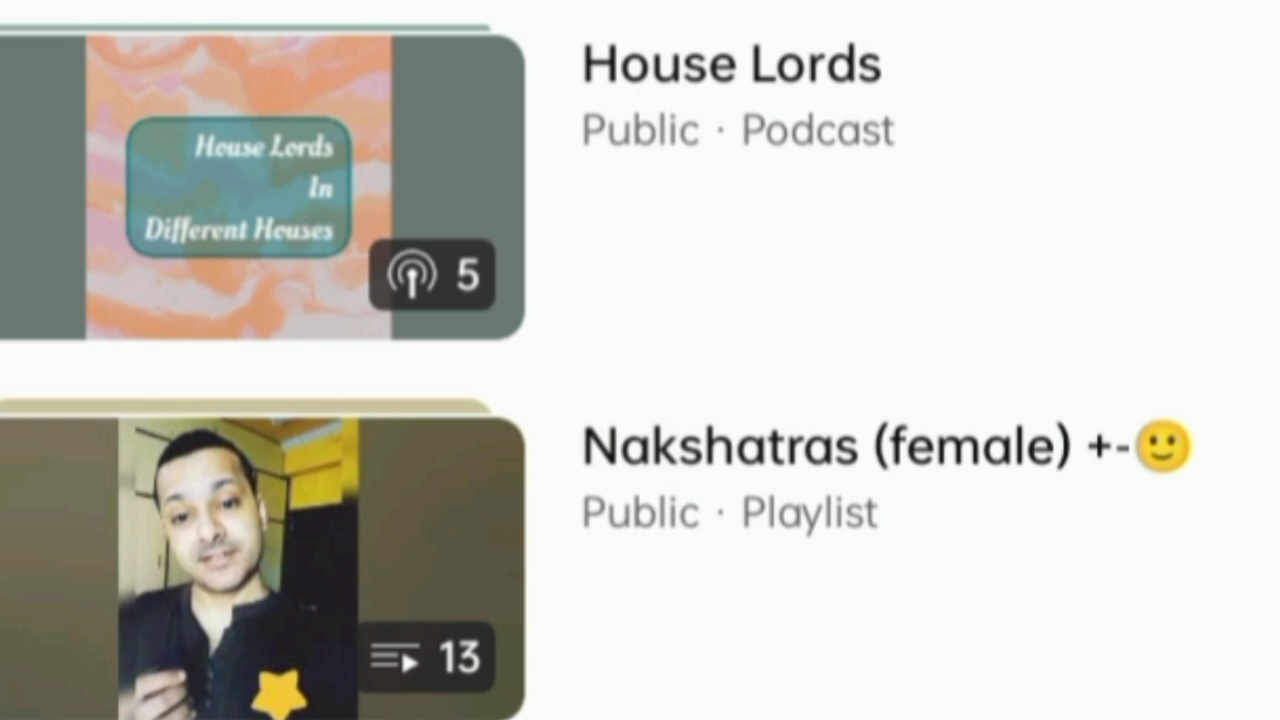 House Lords
In
Different Houses
5
House Lords
Public · Podcast
13
Nakshatras (female) +-🙂
Public · Playlist